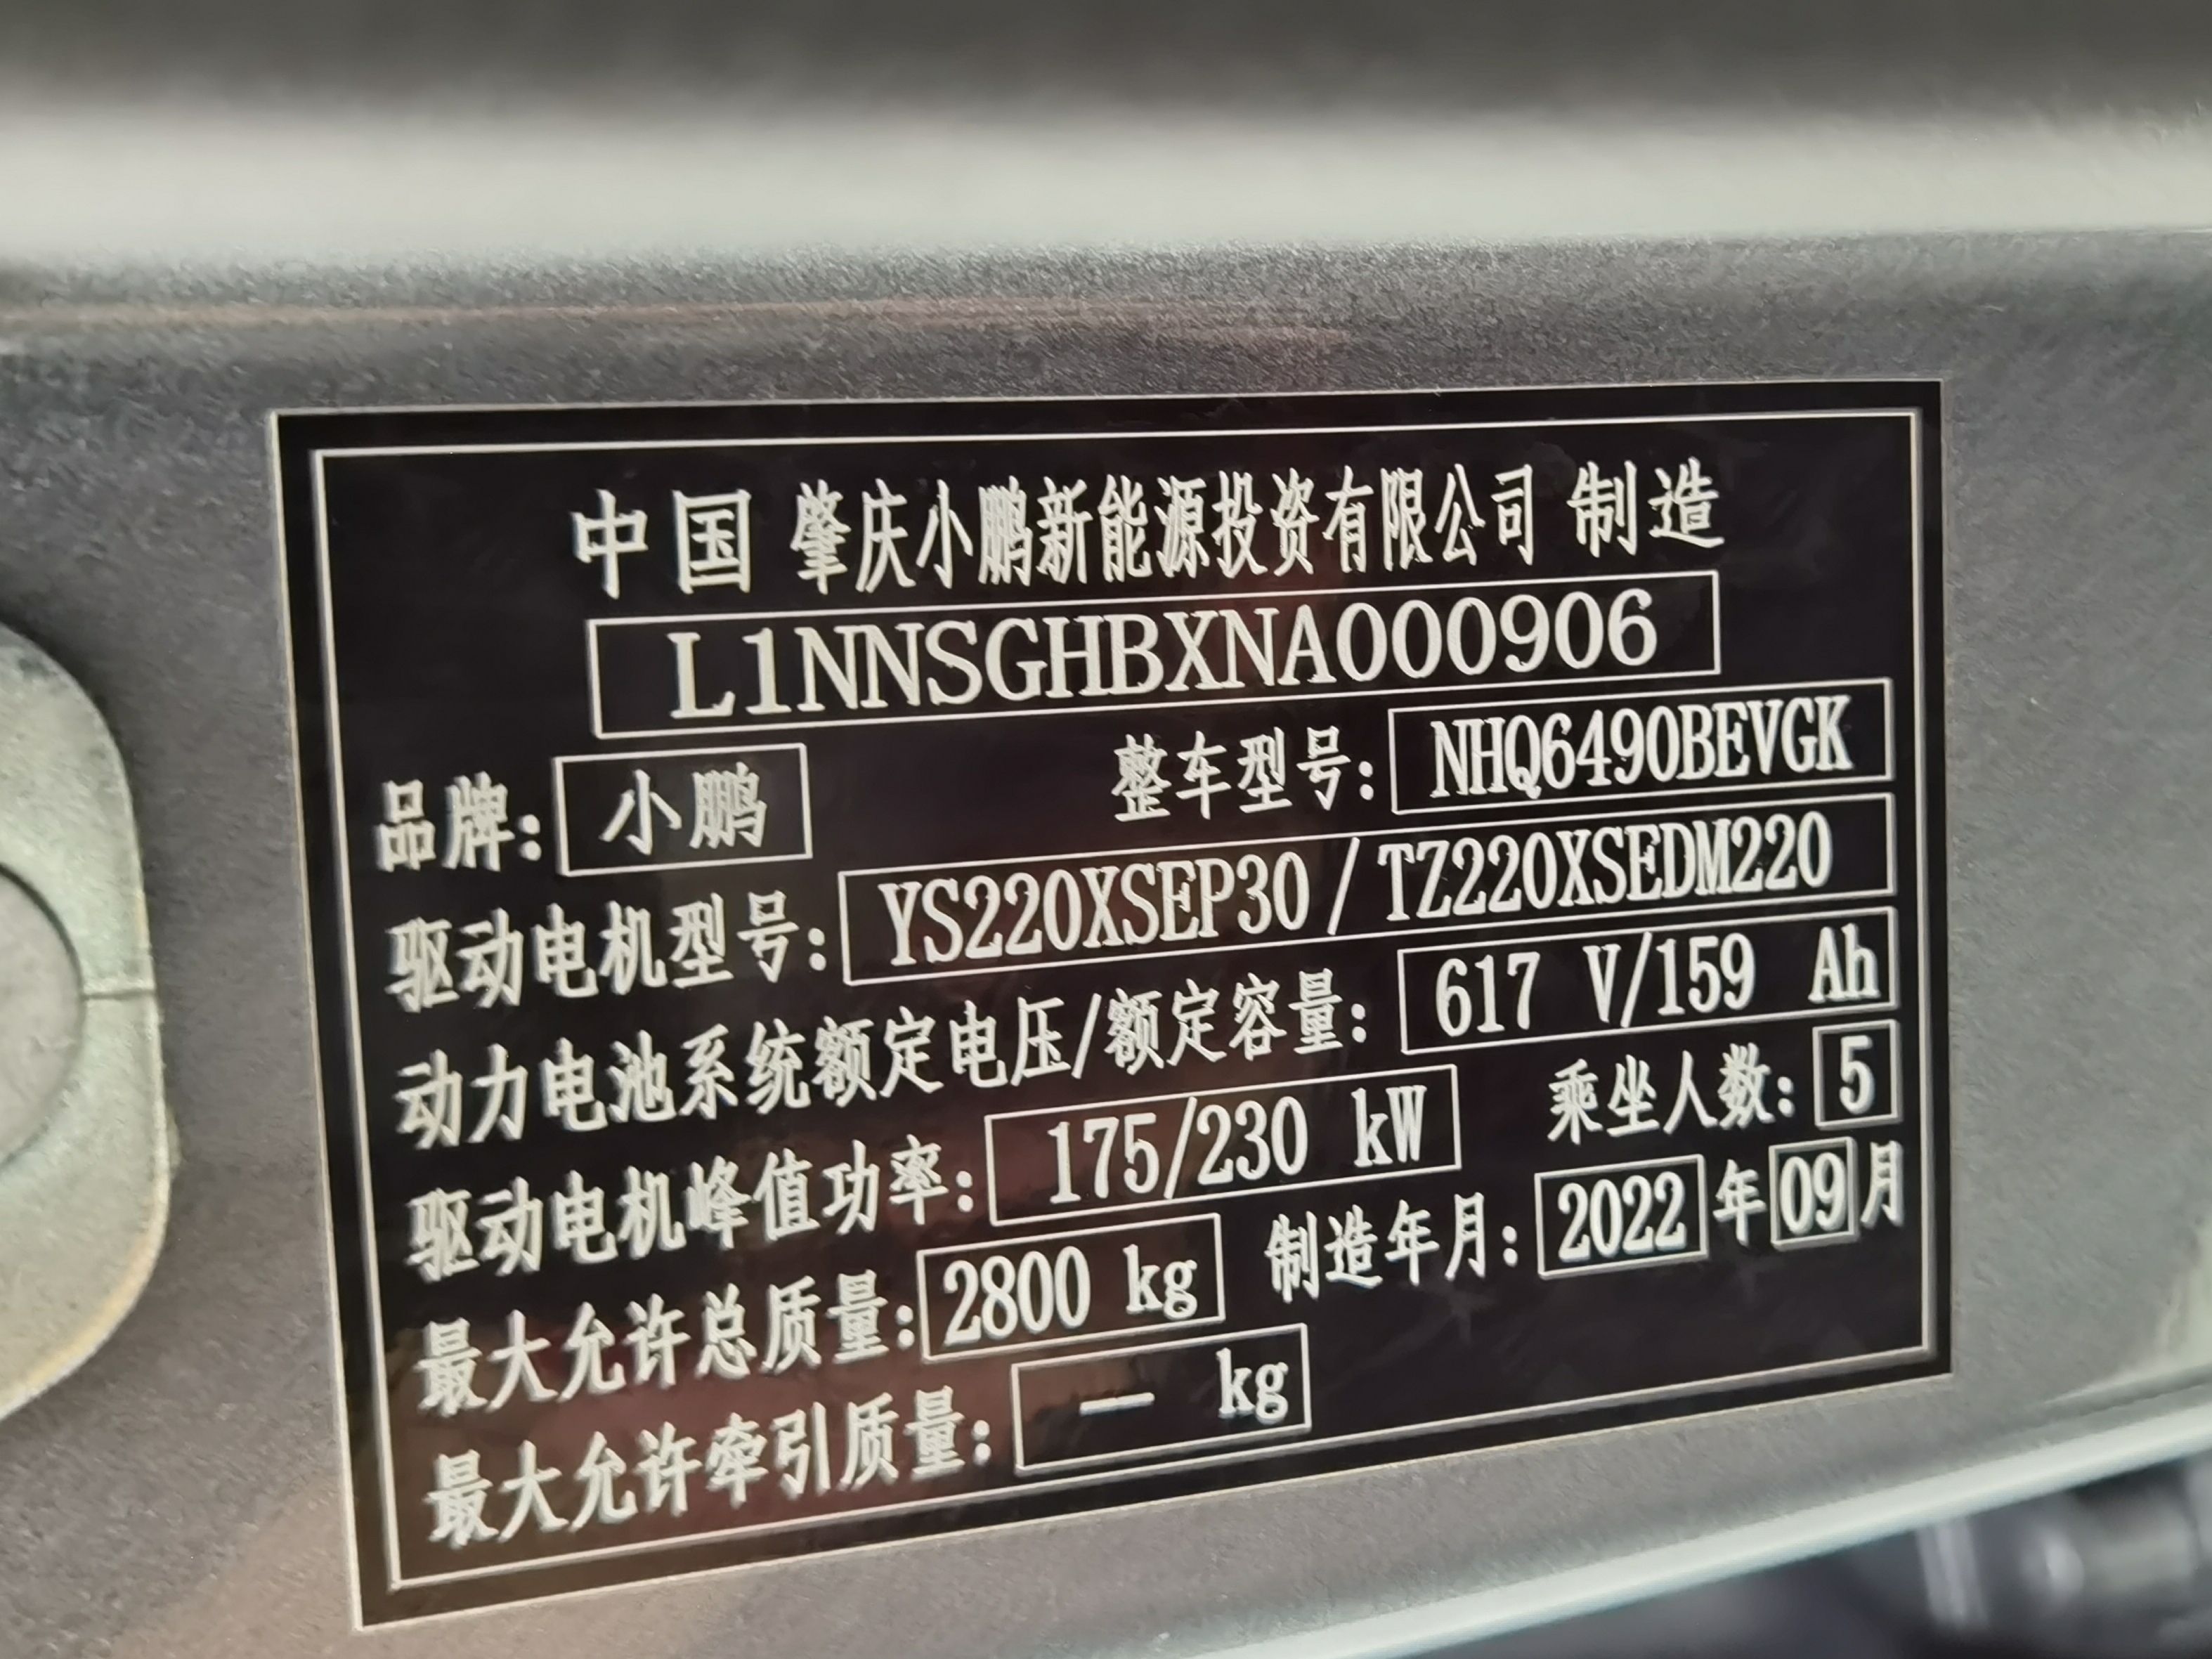 中国 肇庆小鹏新能源投资有限公司 制造
L1NNSGHBXNA000906
品牌: 小鹏 整车型号: NHQ6490BEVGK
驱动电机型号: YS220XSEP30 / TZ220XSEDM220
动力电池系统额定电压/额定容量: 617 V/159 Ah
驱动电机峰值功率: 175/230 kW 乘坐人数: 5
最大允许总质量: 2800 kg 制造年月: 2022 年 09 月
最大允许牵引质量: — kg